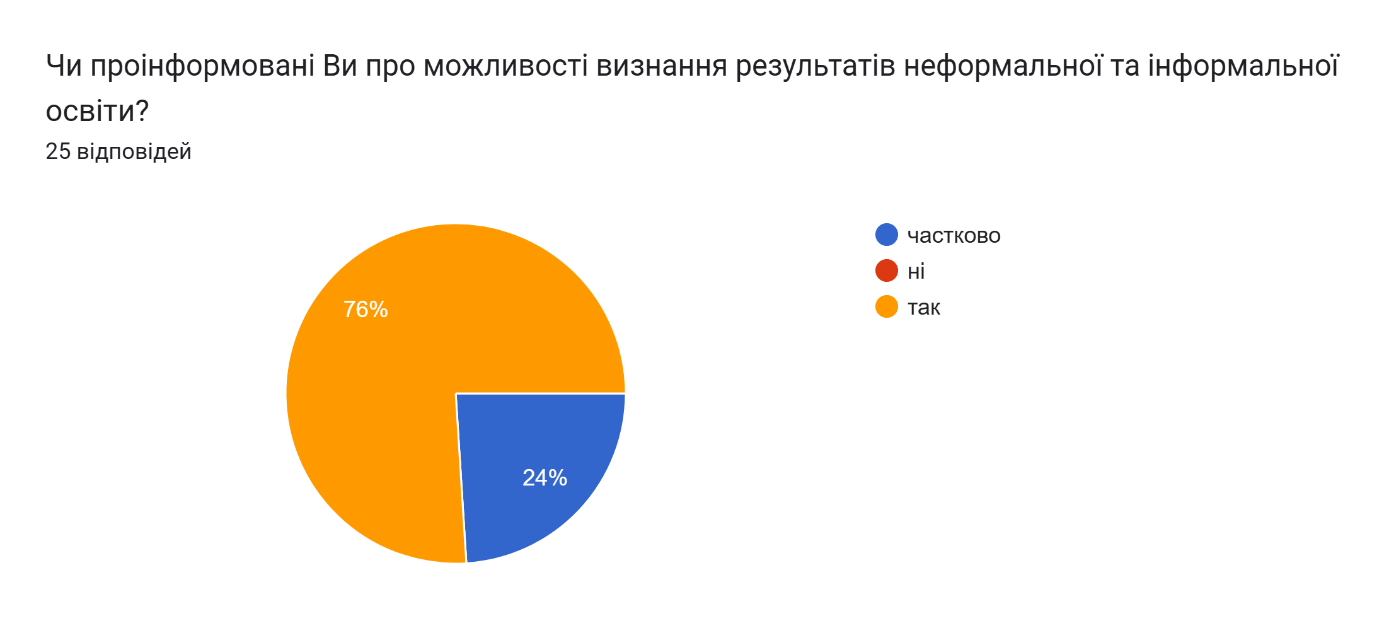 Чи проінформовані Ви про можливості визнання результатів неформальної та інформальної
освіти?
25 відповідей
частково
ні
так
76%
24%